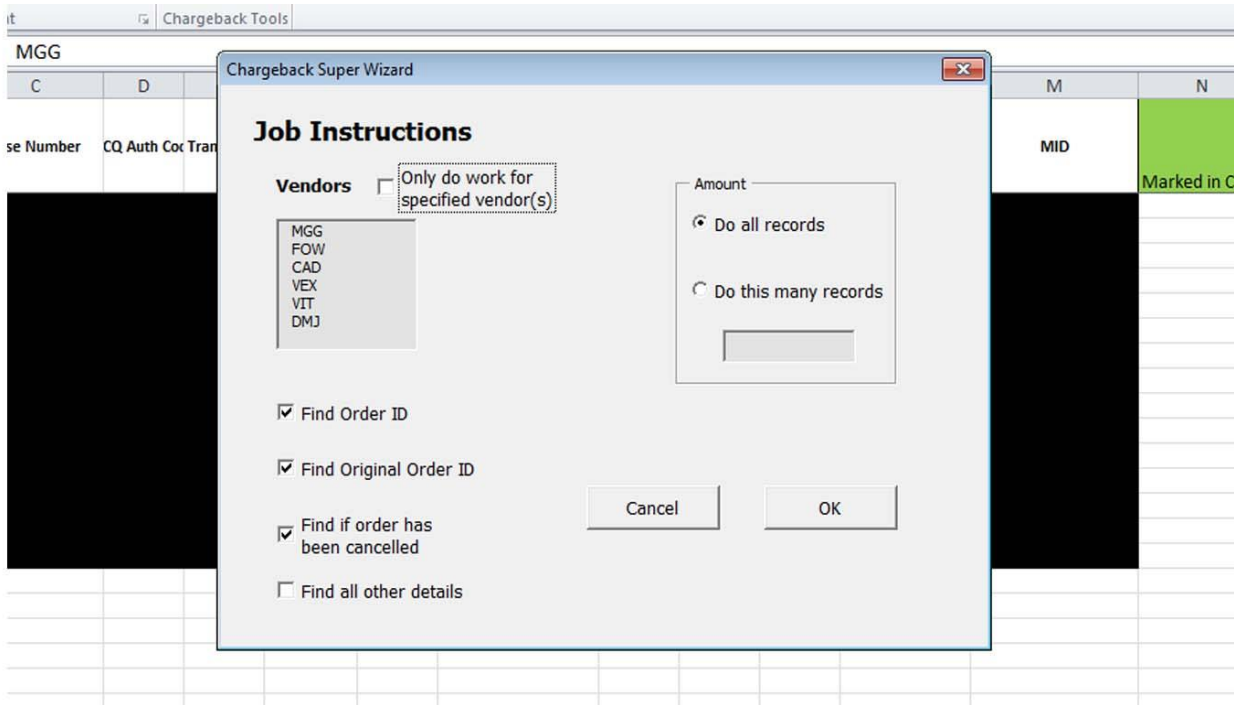 nt
Chargeback Tools
MGG
C
D
M
N
se Number
CQ Auth Coc
Tran
MID
Marked in C
Chargeback Super Wizard
Job Instructions
Vendors
Only do work for
specified vendor(s)
MGG
FOW
CAD
VEX
VIT
DMJ
Amount
Do all records
Do this many records
Find Order ID
Find Original Order ID
Find if order has
been cancelled
Find all other details
Cancel
OK